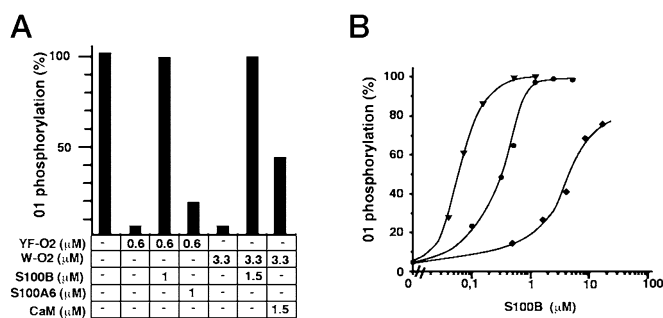 A
01 phosphorylation (%)
100
50
YF-O2 (μM) - 0.6 0.6 0.6 - - -
W-O2 (μM) - - - - 3.3 3.3 3.3
S100B (μM) - - 1 - - 1.5 -
S100A6 (μM) - - - 1 - - -
CaM (μM) - - - - - - 1.5
B
01 phosphorylation (%)
100
80
60
40
20
0
0 0,1 1 10 100
S100B (μM)